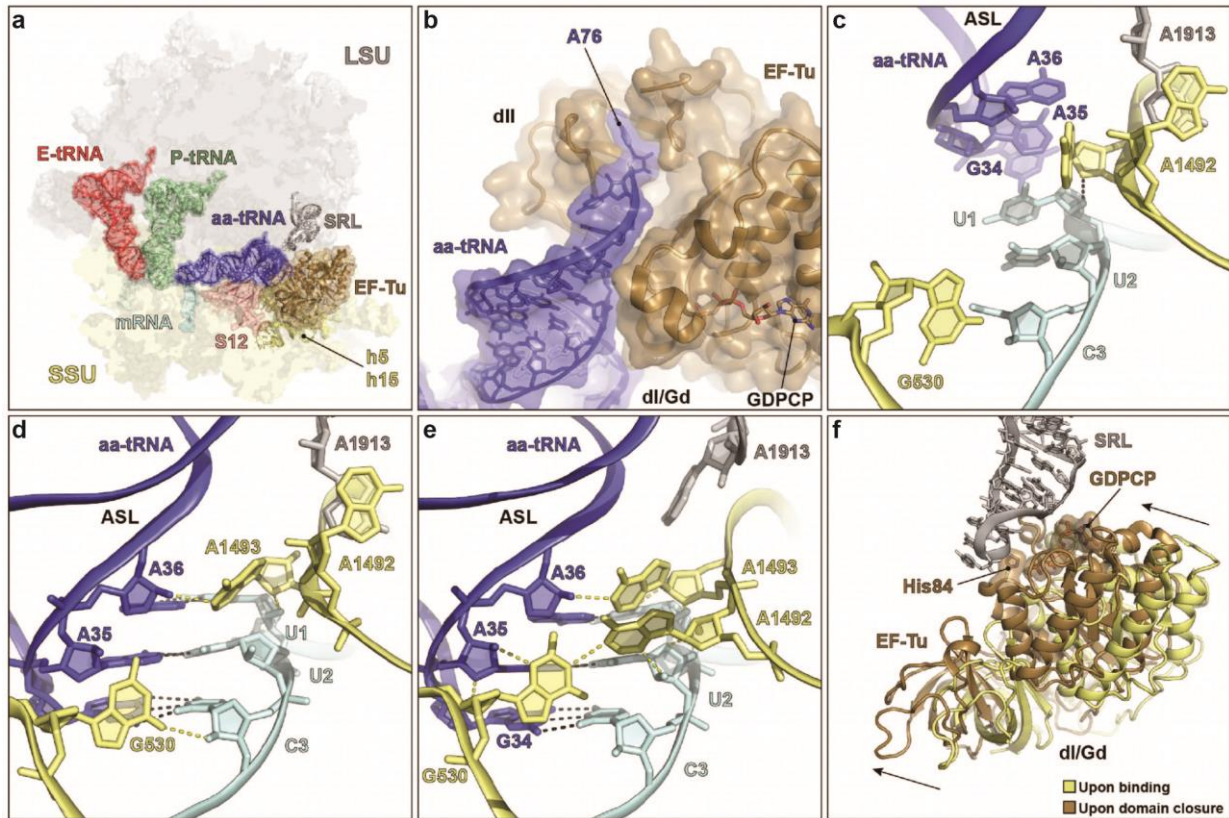 a
LSU
E-tRNA
P-tRNA
aa-tRNA
SRL
EF-Tu
mRNA
S12
h5
h15
SSU
b
A76
EF-Tu
dII
aa-tRNA
dI/Gd
GDPCP
c
ASL
A1913
aa-tRNA
A36
A35
A1492
G34
U1
U2
C3
G530
d
aa-tRNA
A1913
ASL
A1493
A36
A1492
A35
U1
U2
G530
C3
e
aa-tRNA
A1913
ASL
A36
A1493
A35
A1492
U2
G34
C3
G530
f
SRL
GDPCP
His84
EF-Tu
dI/Gd
Upon binding
Upon domain closure